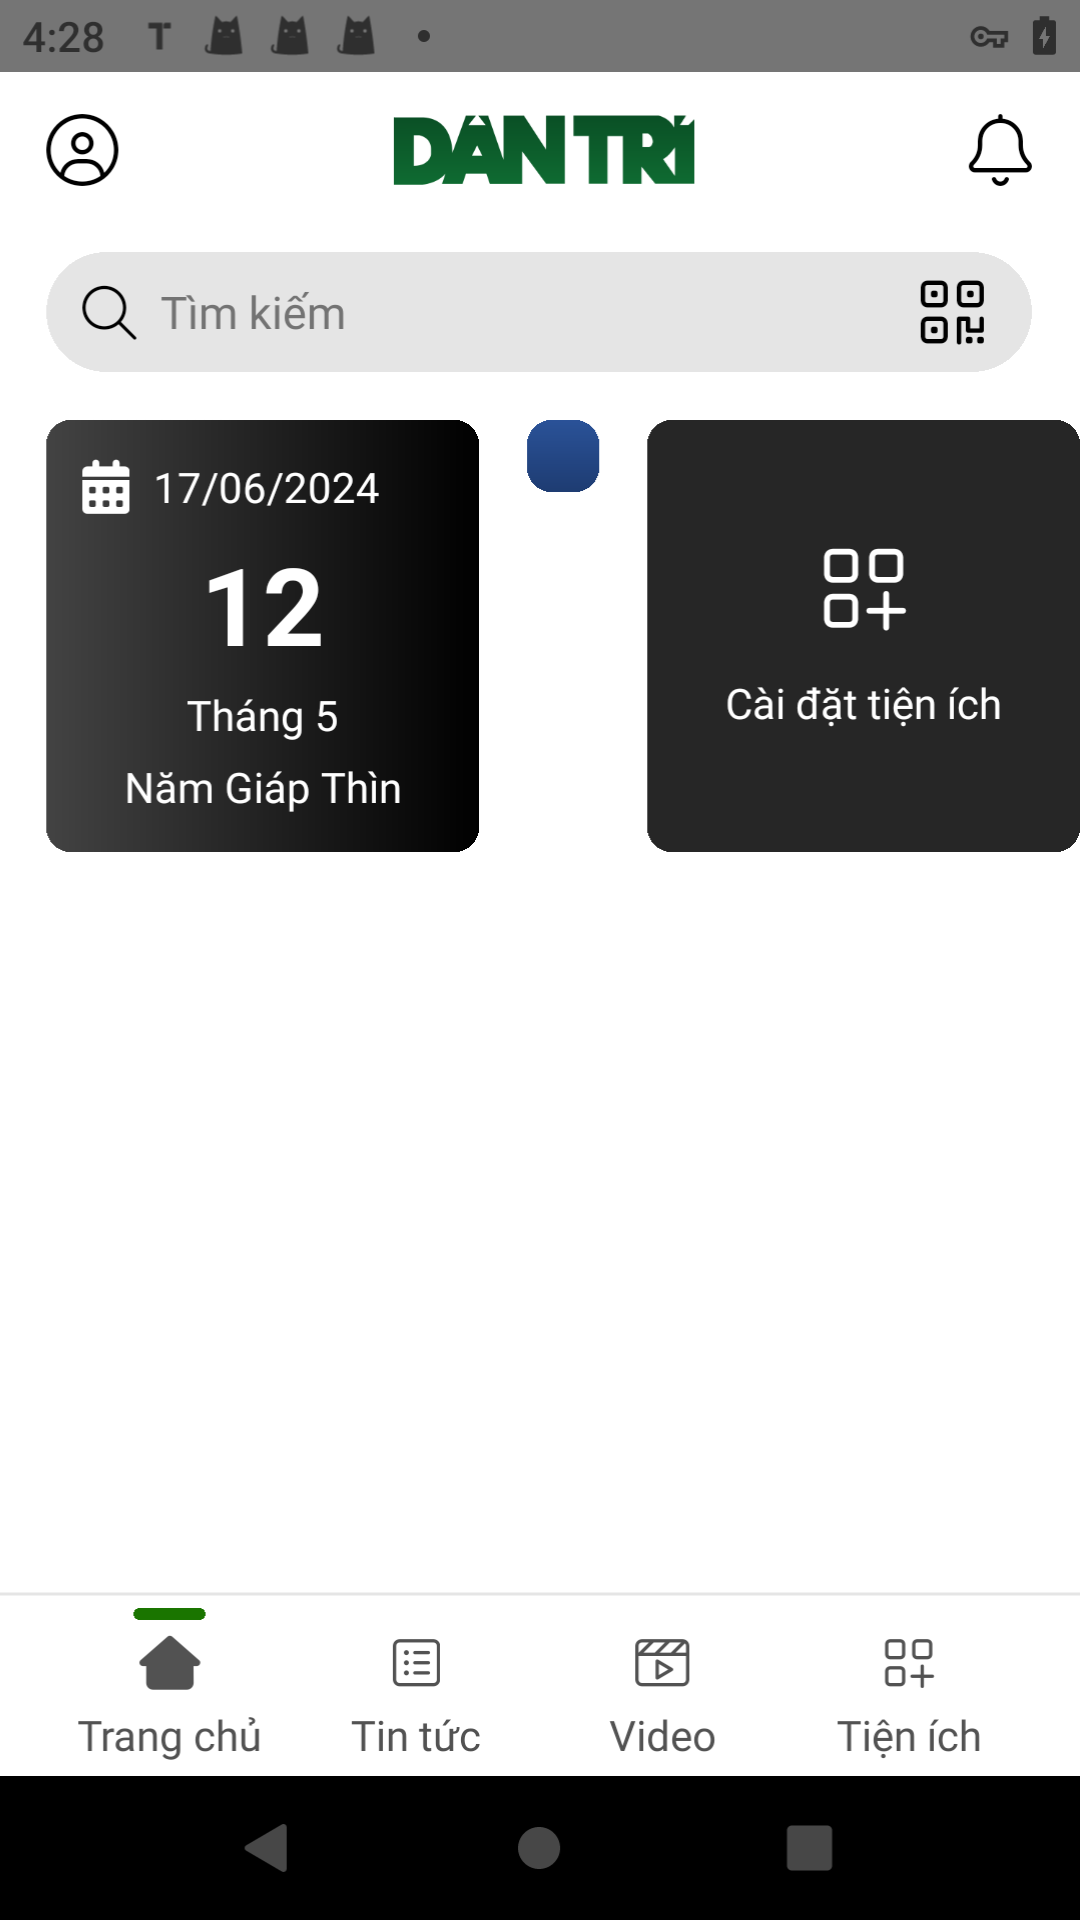 4:28
DÂN TRÍ
Tìm kiếm
17/06/2024
12
Tháng 5
Năm Giáp Thìn
Cài đặt tiện ích
Trang chủ
Tin tức
Video
Tiện ích